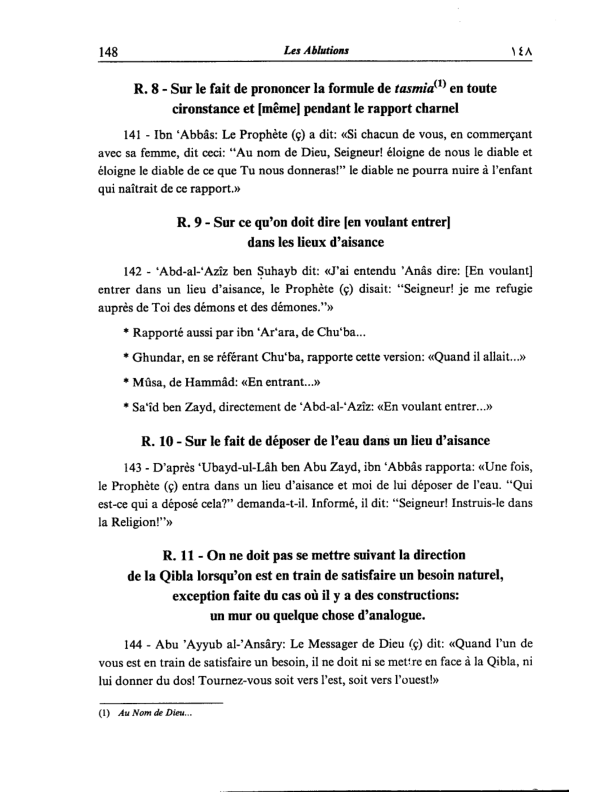 148 Les Ablutions ١٤٨
R. 8 - Sur le fait de prononcer la formule de tasmia(1) en toute
cironstance et [même] pendant le rapport charnel
141 - Ibn ‘Abbâs: Le Prophète (ç) a dit: «Si chacun de vous, en commerçant
avec sa femme, dit ceci: “Au nom de Dieu, Seigneur! éloigne de nous le diable et
éloigne le diable de ce que Tu nous donneras!” le diable ne pourra nuire à l’enfant
qui naîtrait de ce rapport.»
R. 9 - Sur ce qu’on doit dire [en voulant entrer]
dans les lieux d’aisance
142 - ‘Abd-al-‘Azîz ben Ṣuhayb dit: «J’ai entendu ’Anâs dire: [En voulant]
entrer dans un lieu d’aisance, le Prophète (ç) disait: “Seigneur! je me refugie
auprès de Toi des démons et des démones.”»
* Rapporté aussi par ibn ‘Ar‘ara, de Chu‘ba...
* Ghundar, en se référant Chu‘ba, rapporte cette version: «Quand il allait...»
* Mûsa, de Hammâd: «En entrant...»
* Sa‘îd ben Zayd, directement de ‘Abd-al-‘Azîz: «En voulant entrer...»
R. 10 - Sur le fait de déposer de l’eau dans un lieu d’aisance
143 - D’après ‘Ubayd-ul-Lâh ben Abu Zayd, ibn ‘Abbâs rapporta: «Une fois,
le Prophète (ç) entra dans un lieu d’aisance et moi de lui déposer de l’eau. “Qui
est-ce qui a déposé cela?” demanda-t-il. Informé, il dit: “Seigneur! Instruis-le dans
la Religion!”»
R. 11 - On ne doit pas se mettre suivant la direction
de la Qibla lorsqu’on est en train de satisfaire un besoin naturel,
exception faite du cas où il y a des constructions:
un mur ou quelque chose d’analogue.
144 - Abu ’Ayyub al-’Ansâry: Le Messager de Dieu (ç) dit: «Quand l’un de
vous est en train de satisfaire un besoin, il ne doit ni se mettre en face à la Qibla, ni
lui donner du dos! Tournez-vous soit vers l’est, soit vers l’ouest!»
(1) Au Nom de Dieu...